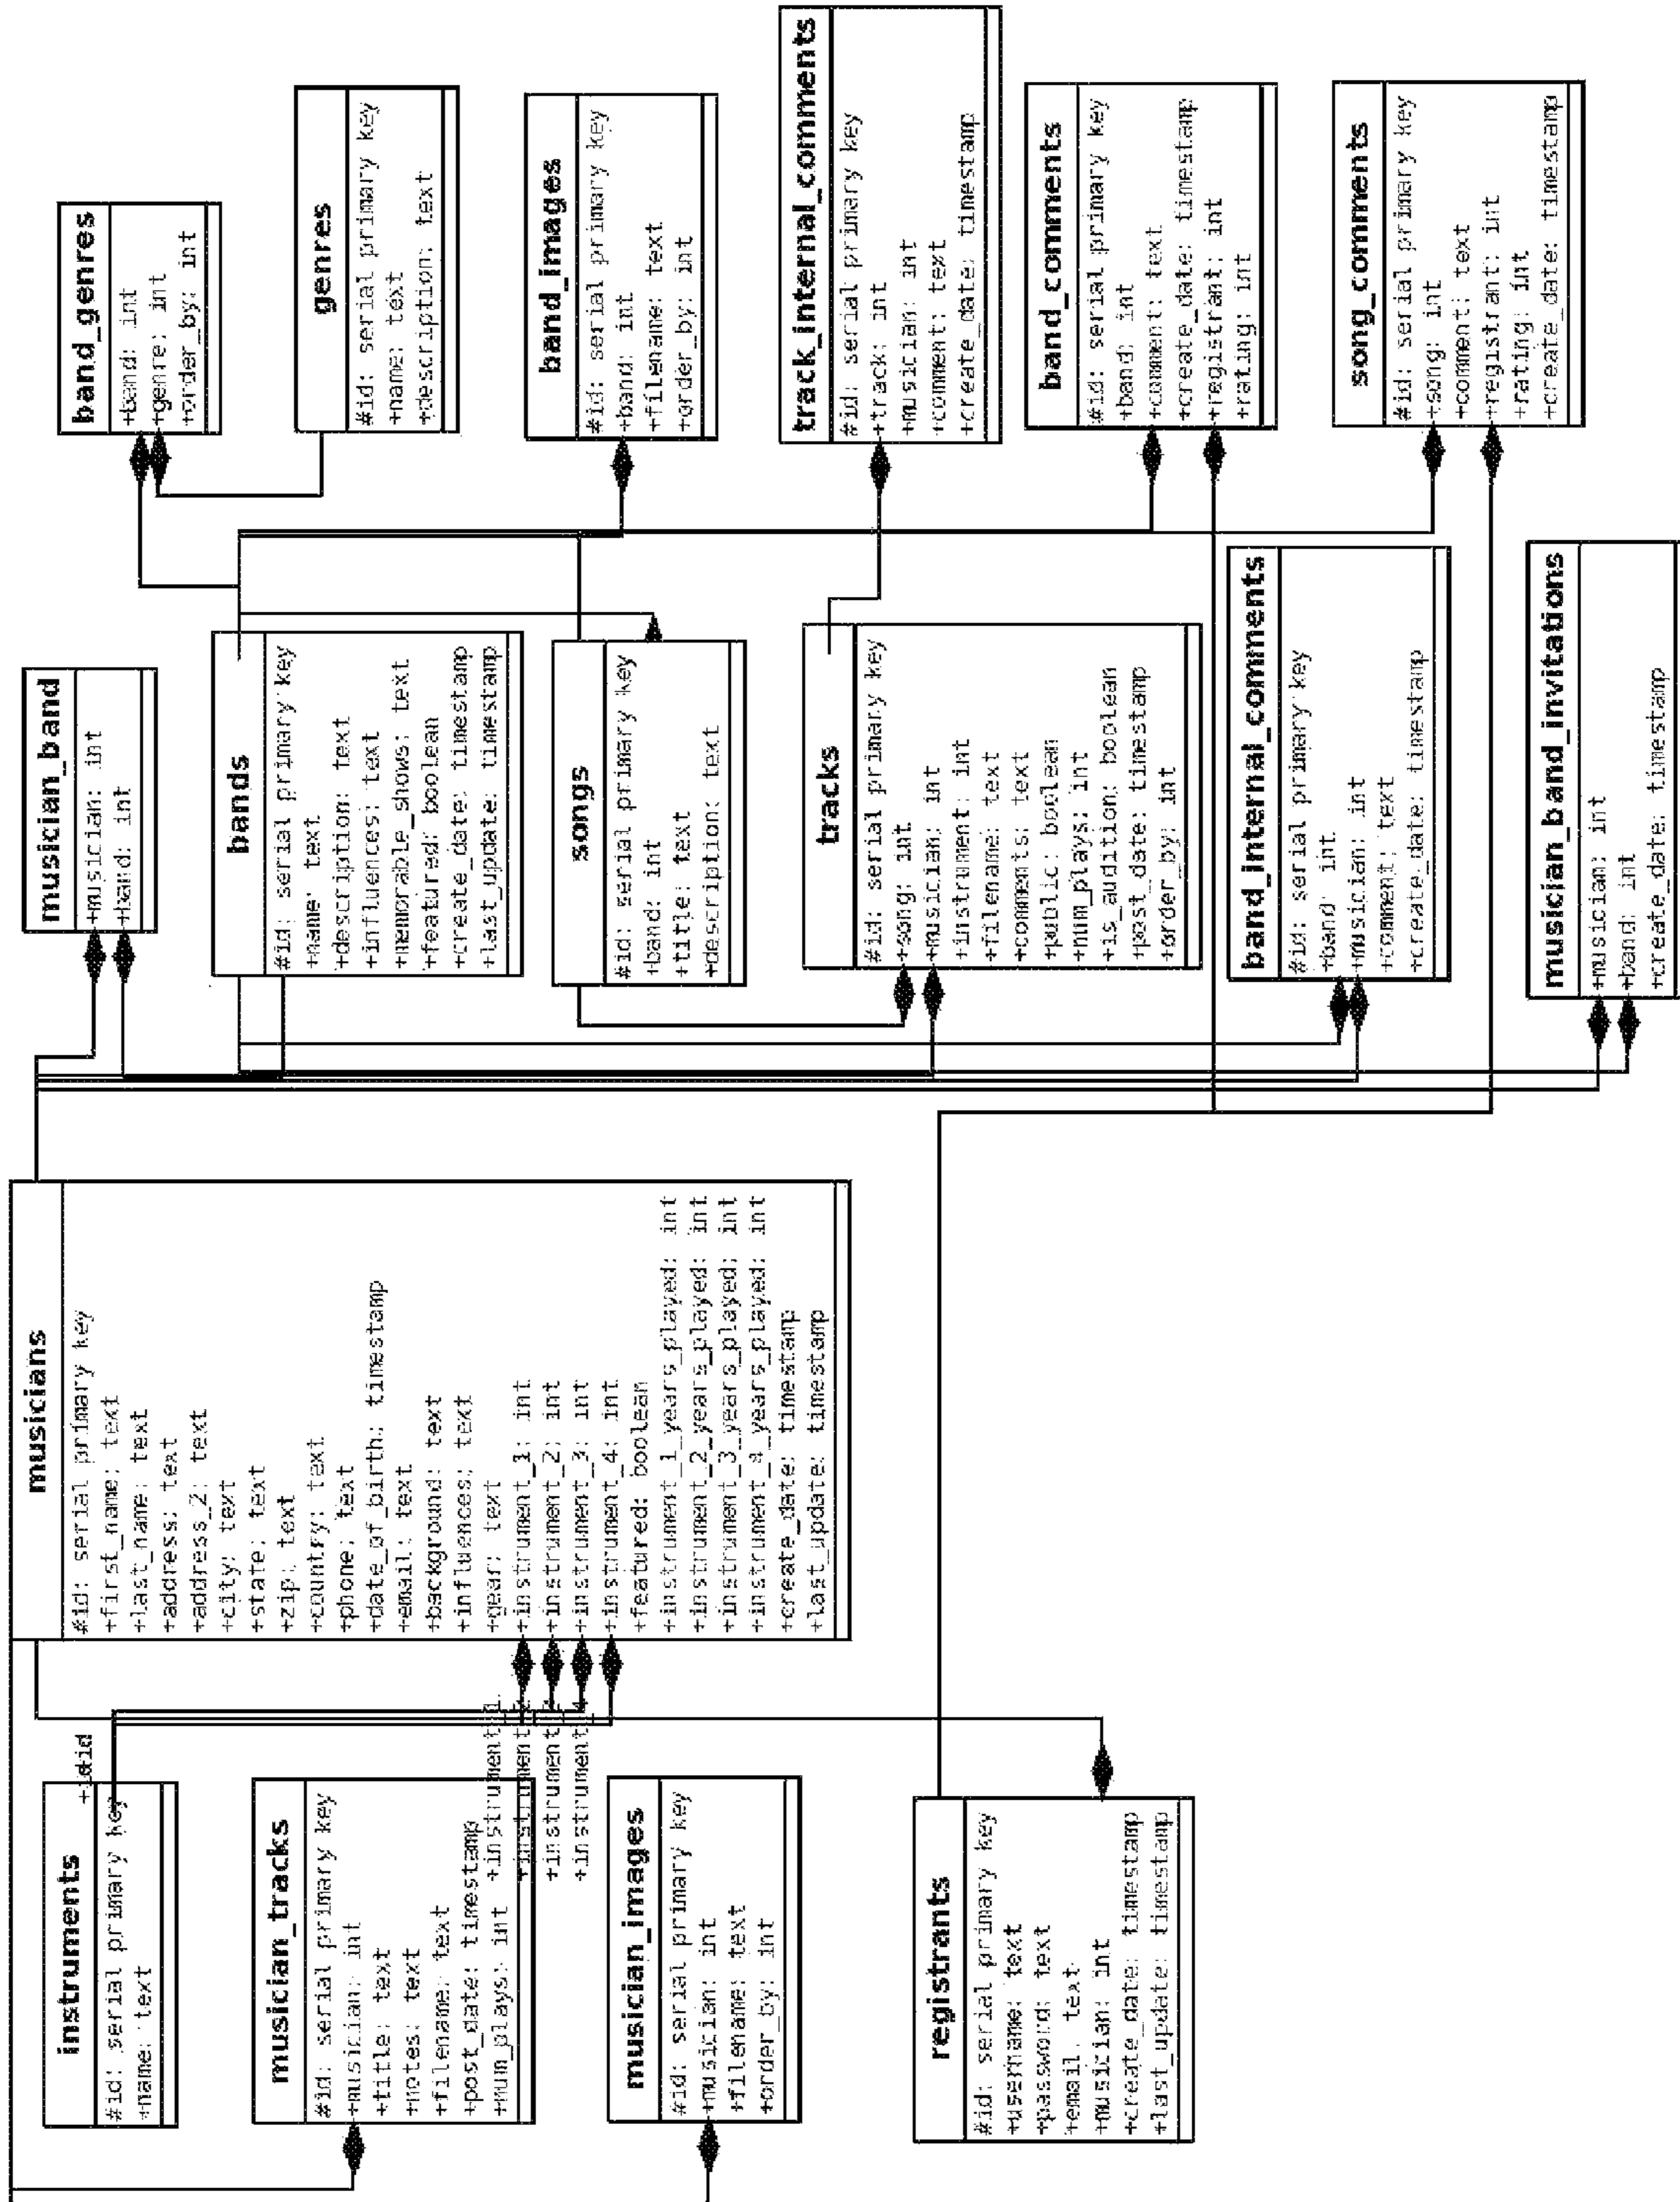 instruments
#id: serial primary key
+name: text
+id
+id
musician_tracks
#id: serial primary key
+musician: int
+title: text
+notes: text
+filename: text
+post_date: timestamp
+num_plays: int
+instrument
+instrument
+instrument
+instrument
musician_images
#id: serial primary key
+musician: int
+filename: text
+order_by: int
registrants
#id: serial primary key
+username: text
+password: text
+email: text
+musician: int
+create_date: timestamp
+last_update: timestamp
musicians
#id: serial primary key
+first_name: text
+last_name: text
+address: text
+address_2: text
+city: text
+state: text
+zip: text
+country: text
+phone: text
+date_of_birth: timestamp
+email: text
+background: text
+influences: text
+gear: text
+instrument_1: int
+instrument_2: int
+instrument_3: int
+instrument_4: int
+featured: boolean
+instrument_1_years_played: int
+instrument_2_years_played: int
+instrument_3_years_played: int
+instrument_4_years_played: int
+create_date: timestamp
+last_update: timestamp
musician_band
+musician: int
+band: int
bands
#id: serial primary key
+name: text
+description: text
+influences: text
+memorable_shows: text
+featured: boolean
+create_date: timestamp
+last_update: timestamp
songs
#id: serial primary key
+band: int
+title: text
+description: text
tracks
#id: serial primary key
+song: int
+musician: int
+instrument: int
+filename: text
+comments: text
+public: boolean
+num_plays: int
+is_audition: boolean
+post_date: timestamp
+order_by: int
band_internal_comments
#id: serial primary key
+band: int
+musician: int
+comment: text
+create_date: timestamp
musician_band_invitations
+musician: int
+band: int
+create_date: timestamp
band_genres
+band: int
+genre: int
+order_by: int
genres
#id: serial primary key
+name: text
+description: text
band_images
#id: serial primary key
+band: int
+filename: text
+order_by: int
track_internal_comments
#id: serial primary key
+track: int
+musician: int
+comment: text
+create_date: timestamp
band_comments
#id: serial primary key
+band: int
+comment: text
+create_date: timestamp
+registrant: int
+rating: int
song_comments
#id: serial primary key
+song: int
+comment: text
+registrant: int
+rating: int
+create_date: timestamp